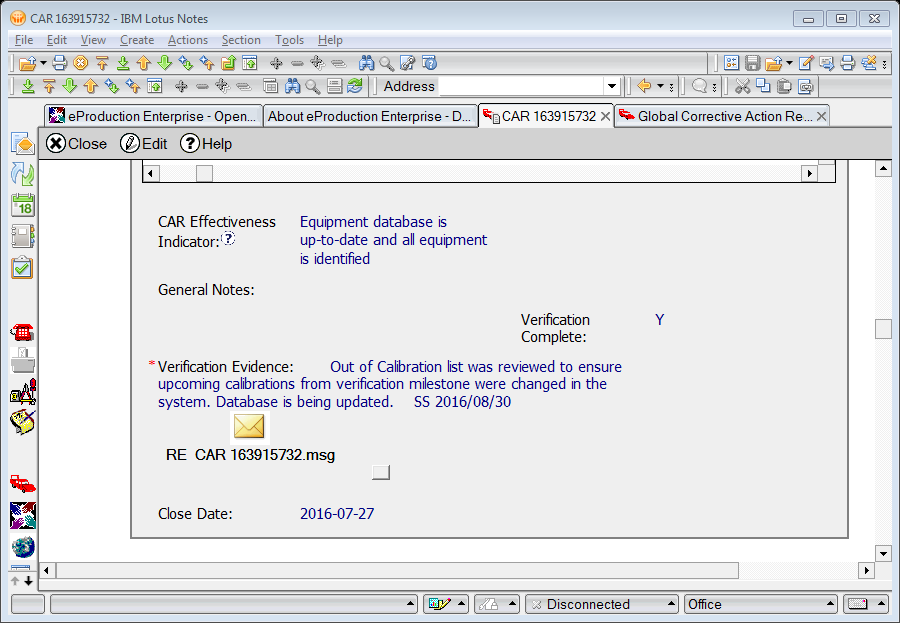 CAR 163915732 - IBM Lotus Notes
File Edit View Create Actions Section Tools Help
Address
eProduction Enterprise - Open... About eProduction Enterprise - D... CAR 163915732 Global Corrective Action Re...
Close Edit ? Help
18
CAR Effectiveness Equipment database is
Indicator: ? up-to-date and all equipment
is identified
General Notes:
Verification Y
Complete:
* Verification Evidence: Out of Calibration list was reviewed to ensure
upcoming calibrations from verification milestone were changed in the
system. Database is being updated. SS 2016/08/30
RE CAR 163915732.msg
Close Date: 2016-07-27
Disconnected Office